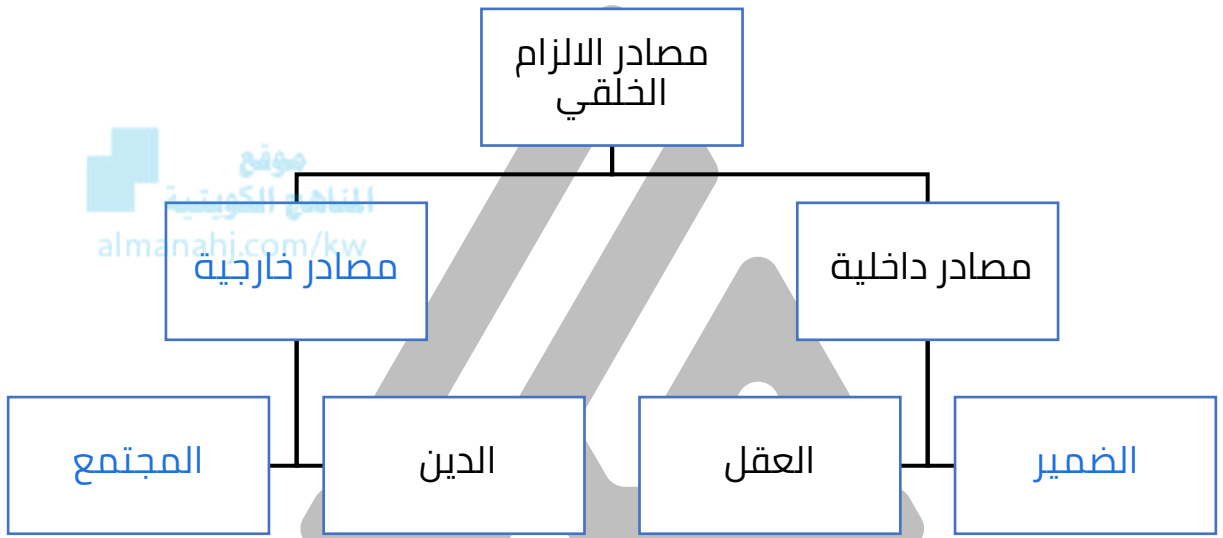 مصادر الالزام
الخلقي
موقع
المناهج الكويتية
almanahj.com/kw
مصادر داخلية
مصادر خارجية
الضمير
العقل
الدين
المجتمع